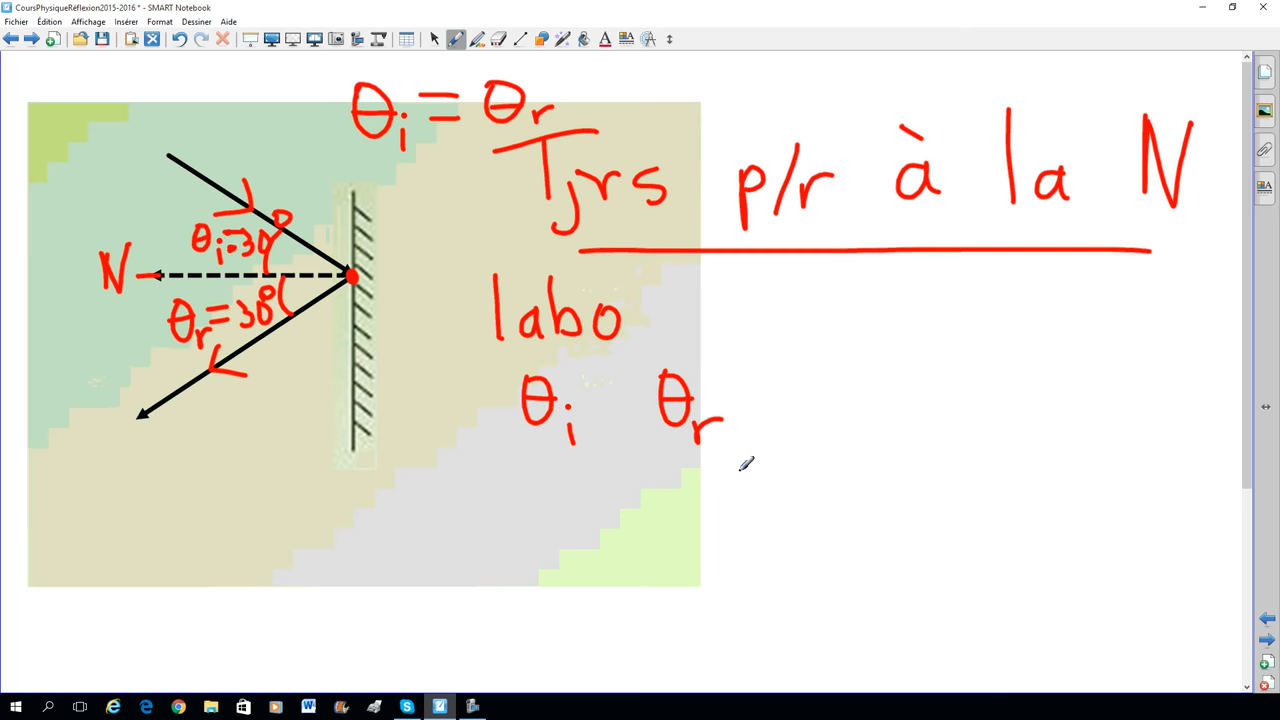 CoursPhysiqueRéflexion2015-2016 * - SMART Notebook
Fichier Édition Affichage Insérer Format Dessiner Aide
θi = θr
Tjrs p/r à la N
θi=30°
N
θr=30°
labo
θi θr